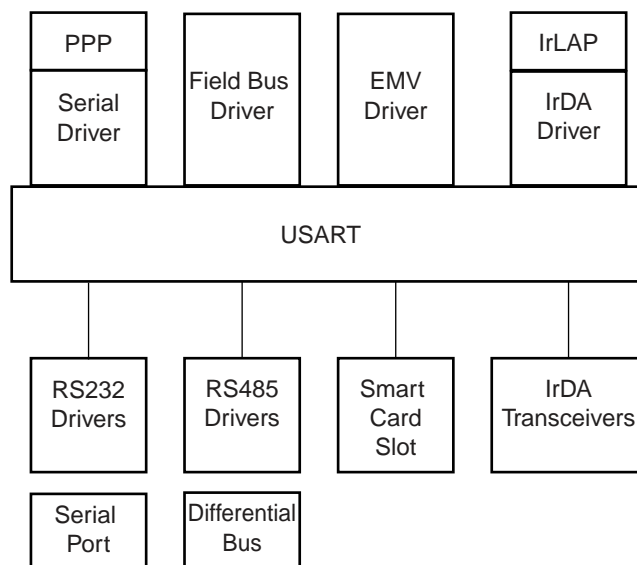 PPP
Serial
Driver
Field Bus
Driver
EMV
Driver
IrLAP
IrDA
Driver
USART
RS232
Drivers
RS485
Drivers
Smart
Card
Slot
IrDA
Transceivers
Serial
Port
Differential
Bus